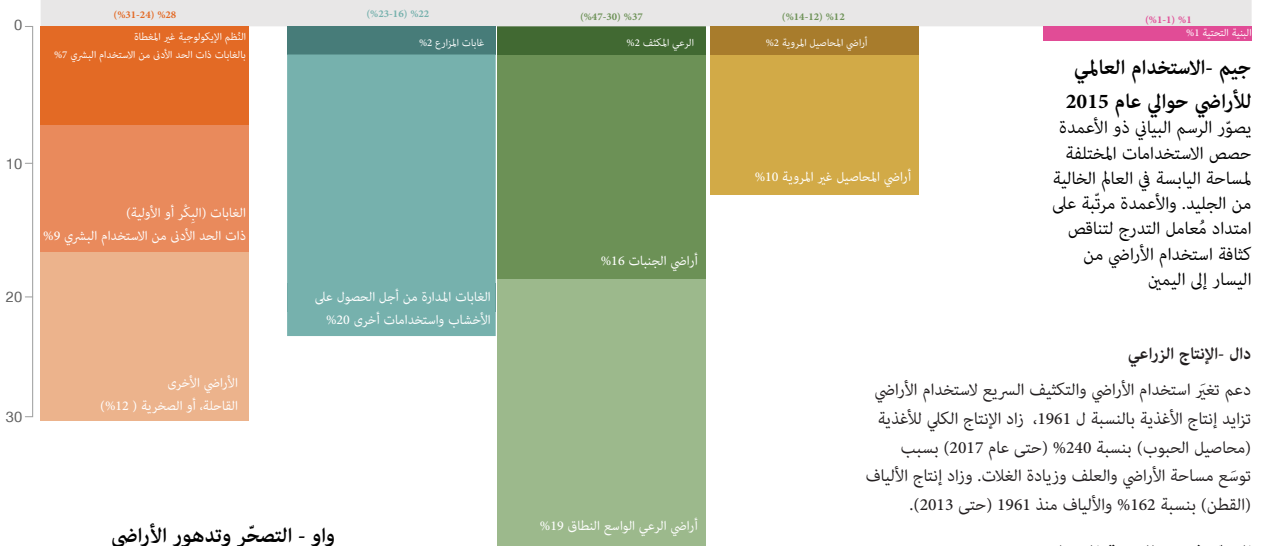 %1 (%1-1)
%12 (%14-12)
%37 (%47-30)
%22 (%23-16)
%28 (%31-24)
0
10
20
30
البنية التحتية 1%
أراضي المحاصيل المروية 2%
أراضي المحاصيل غير المروية 10%
الرعي المكثف 2%
أراضي الجنبات 16%
أراضي الرعي الواسع النطاق 19%
غابات المزارع 2%
الغابات المدارة من أجل الحصول على
الأخشاب واستخدامات أخرى 20%
النُظم الإيكولوجية غير المغطاة
بالغابات ذات الحد الأدنى من الاستخدام البشري 7%
الغابات (البِكُر أو الأولية)
ذات الحد الأدنى من الاستخدام البشري 9%
الأراضي الأخرى
القاحلة، أو الصخرية ( 12%)
جيم -الاستخدام العالمي
للأراضي حوالي عام 2015
يصوّر الرسم البياني ذو الأعمدة
حصص الاستخدامات المختلفة
لمساحة اليابسة في العالم الخالية
من الجليد. والأعمدة مرتّبة على
امتداد مُعامل التدرج لتناقص
كثافة استخدام الأراضي من
اليسار إلى اليمين
دال -الإنتاج الزراعي
دعم تغيَر استخدام الأراضي والتكثيف السريع لاستخدام الأراضي
تزايد إنتاج الأغذية بالنسبة ل 1961، زاد الإنتاج الكلي للأغذية
(محاصيل الحبوب) بنسبة 240% (حتى عام 2017) بسبب
توسَع مساحة الأراضي والعلف وزيادة الغلات. وزاد إنتاج الألياف
(القطن) بنسبة 162% والألياف منذ 1961 (حتى 2013).
واو - التصحّر وتدهور الأراضي